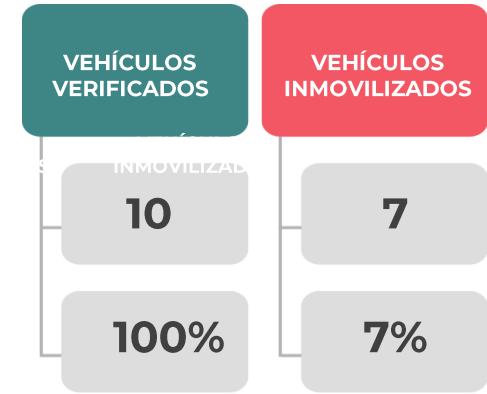 VEHÍCULOS
VERIFICADOS
10
100%
VEHÍCULOS
INMOVILIZADOS
7
7%